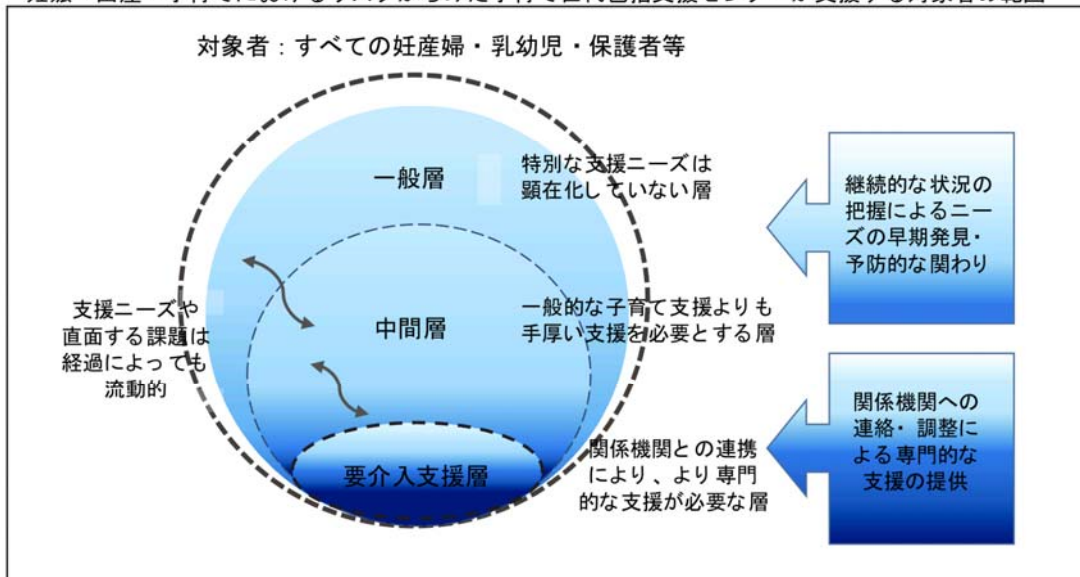 対象者：すべての妊産婦・乳幼児・保護者等
一般層
特別な支援ニーズは
顕在化していない層
継続的な状況の
把握によるニー
ズの早期発見・
予防的な関わり
支援ニーズや
直面する課題は
経過によっても
流動的
中間層
一般的な子育て支援よりも
手厚い支援を必要とする層
要介入支援層
関係機関との連携
により、より専門
的な支援が必要な層
関係機関への
連絡・調整によ
る専門的な
支援の提供